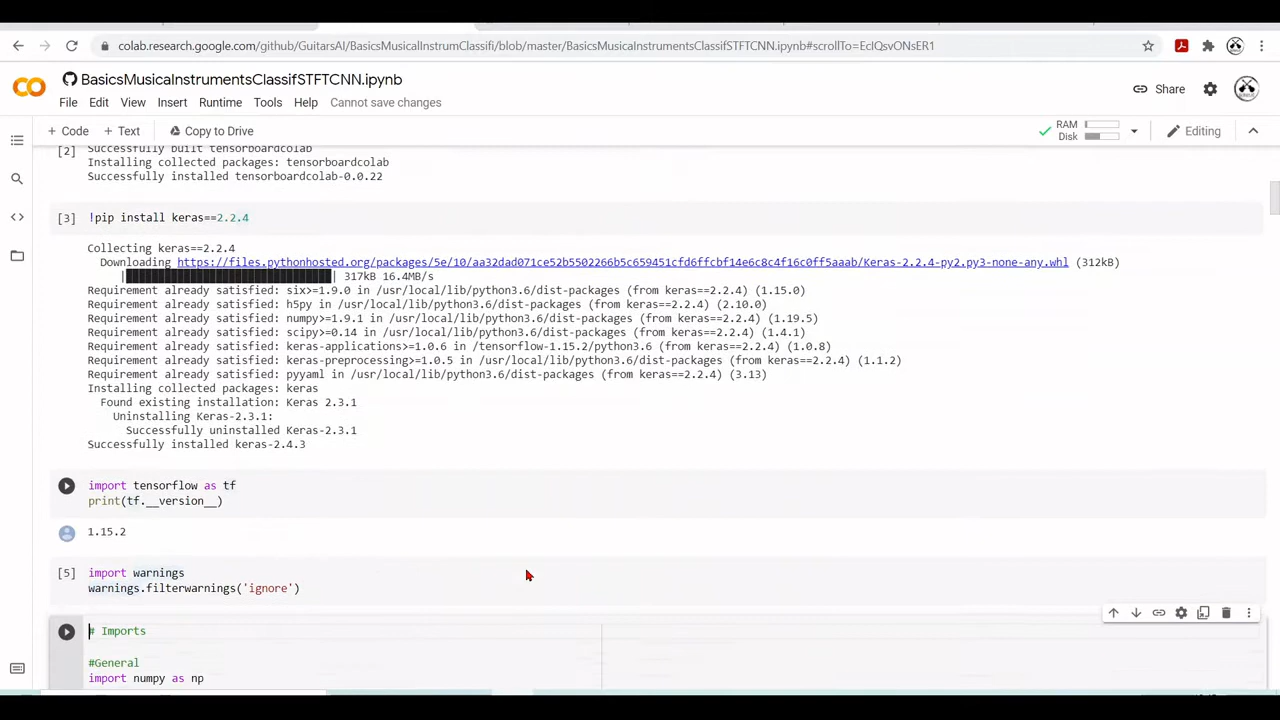 colab.research.google.com/github/GuitarsAI/BasicsMusicalInstrumClassifi/blob/master/BasicsMusicalInstrumentsClassifSTFTCNN.ipynb#scrollTo=EcIQsvONsER1
BasicsMusicaInstrumentsClassifSTFTCNN.ipynb
File Edit View Insert Runtime Tools Help Cannot save changes
Share
+ Code + Text Copy to Drive
RAM
Disk
Editing
[2] Successfully built tensorboardcolab
Installing collected packages: tensorboardcolab
Successfully installed tensorboardcolab-0.0.22
[3] !pip install keras==2.2.4
Collecting keras==2.2.4
Downloading https://files.pythonhosted.org/packages/5e/10/aa32dad071ce52b5502266b5c659451cfd6ffcbf14e6c8c4f16c0ff5aaab/Keras-2.2.4-py2.py3-none-any.whl (312kB)
|████████████████████████████████| 317kB 16.4MB/s
Requirement already satisfied: six>=1.9.0 in /usr/local/lib/python3.6/dist-packages (from keras==2.2.4) (1.15.0)
Requirement already satisfied: h5py in /usr/local/lib/python3.6/dist-packages (from keras==2.2.4) (2.10.0)
Requirement already satisfied: numpy>=1.9.1 in /usr/local/lib/python3.6/dist-packages (from keras==2.2.4) (1.19.5)
Requirement already satisfied: scipy>=0.14 in /usr/local/lib/python3.6/dist-packages (from keras==2.2.4) (1.4.1)
Requirement already satisfied: keras-applications>=1.0.6 in /tensorflow-1.15.2/python3.6 (from keras==2.2.4) (1.0.8)
Requirement already satisfied: keras-preprocessing>=1.0.5 in /usr/local/lib/python3.6/dist-packages (from keras==2.2.4) (1.1.2)
Requirement already satisfied: pyyaml in /usr/local/lib/python3.6/dist-packages (from keras==2.2.4) (3.13)
Installing collected packages: keras
Found existing installation: Keras 2.3.1
Uninstalling Keras-2.3.1:
Successfully uninstalled Keras-2.3.1
Successfully installed keras-2.4.3
import tensorflow as tf
print(tf.__version__)
1.15.2
[5] import warnings
warnings.filterwarnings('ignore')
# Imports
#General
import numpy as np